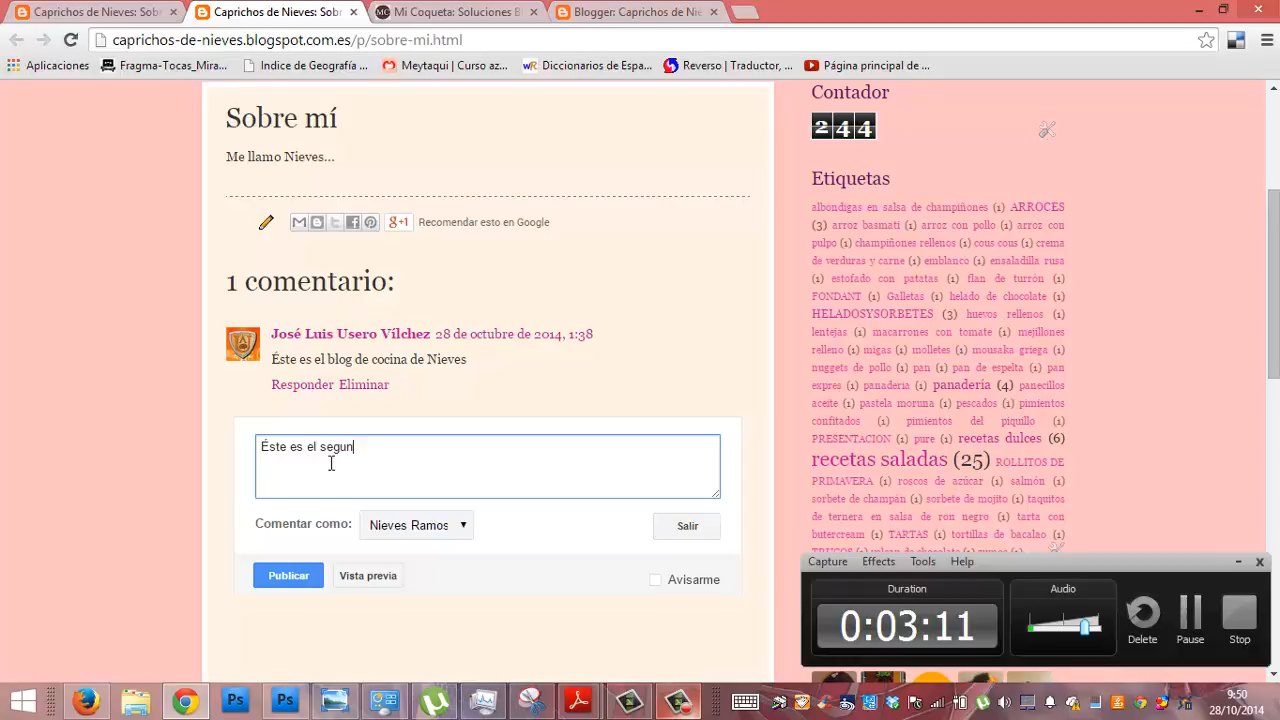 Caprichos de Nieves: Sobr
Caprichos de Nieves: Sobr
Mi Coqueta: Soluciones Bl
Blogger: Caprichos de Nie
caprichos-de-nieves.blogspot.com.es/p/sobre-mi.html
Aplicaciones
Fragma-Tocas_Mira...
Indice de Geografía ...
Meytaqui | Curso az...
Diccionarios de Espa...
Reverso | Traductor, ...
Página principal de ...
Sobre mí
Me llamo Nieves...
Recomendar esto en Google
1 comentario:
José Luis Usero Vílchez 28 de octubre de 2014, 1:38
Éste es el blog de cocina de Nieves
Responder Eliminar
Éste es el segun
Comentar como:
Nieves Ramos
Salir
Publicar
Vista previa
Avisarme
Contador
244
Etiquetas
albondigas en salsa de champiñones (1) ARROCES
(3) arroz basmati (1) arroz con pollo (1) arroz con
pulpo (1) champiñones rellenos (1) cous cous (1) crema
de verduras y carne (1) emblanco (1) ensaladilla rusa
(1) estofado con patatas (1) flan de turrón (1)
FONDANT (1) Galletas (1) helado de chocolate (1)
HELADOSYSORBETES (3) huevos rellenos (1)
lentejas (1) macarrones con tomate (1) mejillones
relleno (1) migas (1) molletes (1) mousaka griega (1)
nuggets de pollo (1) pan (1) pan de espelta (1) pan
expres (1) panaderia (1) panadería (4) panecillos
aceite (1) pastela moruna (1) pescados (1) pimientos
confitados (1) pimientos del piquillo (1)
PRESENTACION (1) pure (1) recetas dulces (6)
recetas saladas (25) ROLLITOS DE
PRIMAVERA (1) roscos de azúcar (1) salmón (1)
sorbete de champán (1) sorbete de mojito (1) taquitos
de ternera en salsa de ron negro (1) tarta con
buttercream (1) TARTAS (1) tortillas de bacalao (1)
Capture
Effects
Tools
Help
Duration
0:03:11
Audio
Delete
Pause
Stop
9:50
28/10/2014